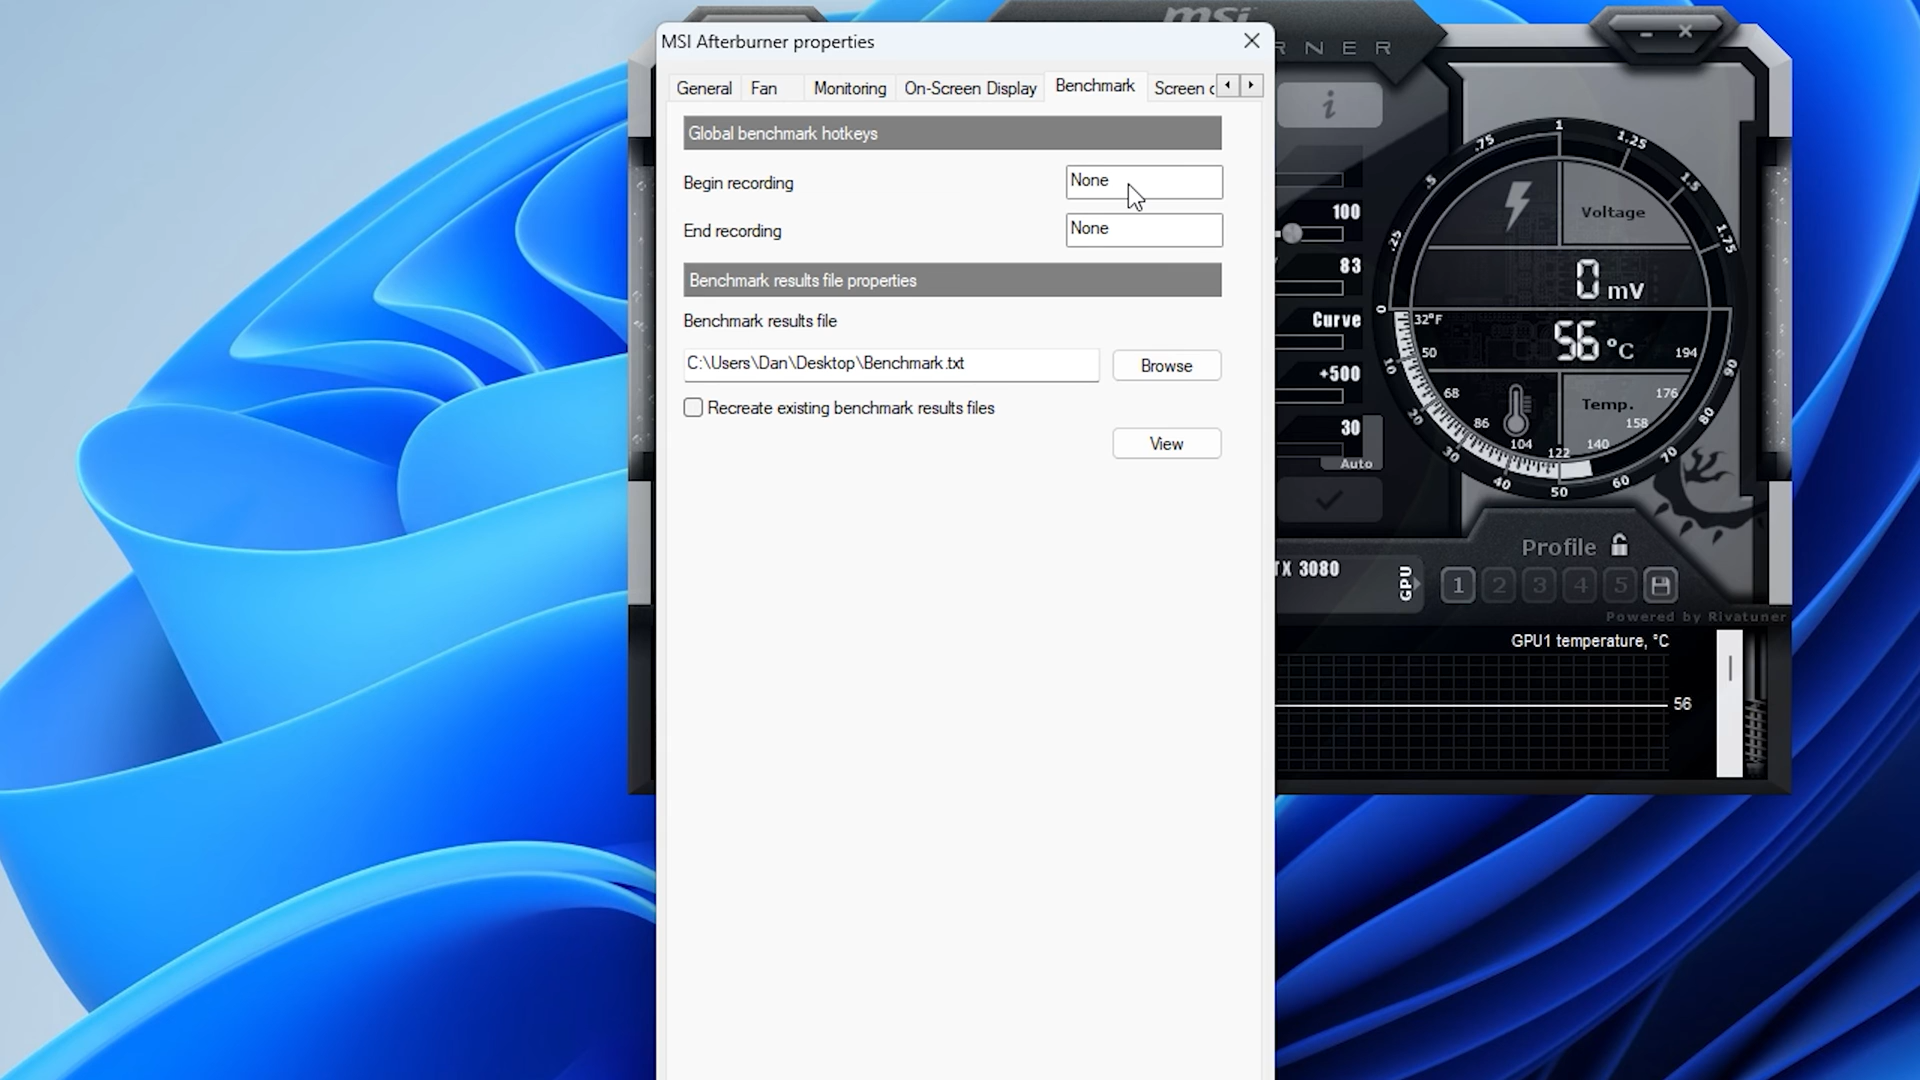 MSI Afterburner properties
General Fan Monitoring On-Screen Display Benchmark Screen c
Global benchmark hotkeys
Begin recording None
End recording None
Benchmark results file properties
Benchmark results file
C:\Users\Dan\Desktop\Benchmark.txt Browse
Recreate existing benchmark results files
View
msi
R N E R
i
100
83
Curve
+500
30
Auto
0 .25 .5 .75 1 1.25 1.5 1.75
Voltage
0 mV
56 °C
Temp.
32°F 50 68 86 104 122 140 158 176 194
10 20 30 40 50 60 70 80 90
Profile
1 2 3 4 5
TX 3080
GPU
Powered by Rivatuner
GPU1 temperature, °C
56